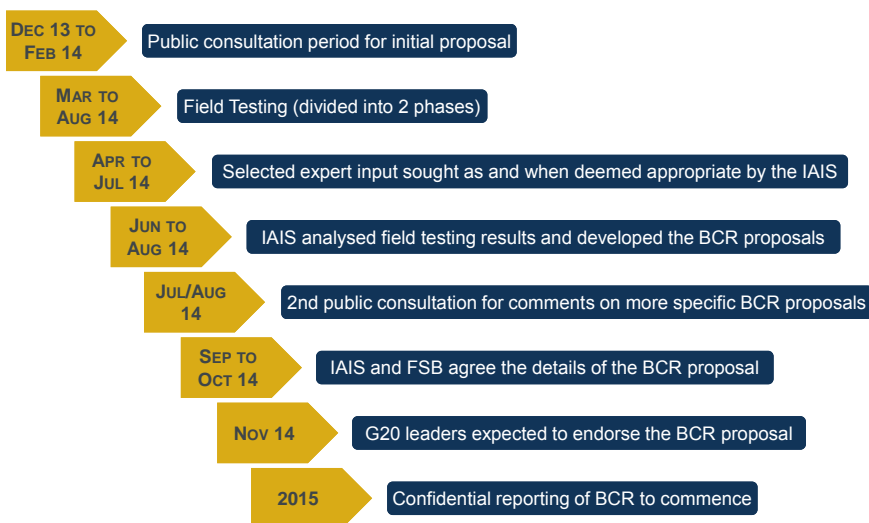 DEC 13 TO
FEB 14
Public consultation period for initial proposal
MAR TO
AUG 14
Field Testing (divided into 2 phases)
APR TO
JUL 14
Selected expert input sought as and when deemed appropriate by the IAIS
JUN TO
AUG 14
IAIS analysed field testing results and developed the BCR proposals
JUL/AUG
14
2nd public consultation for comments on more specific BCR proposals
SEP TO
OCT 14
IAIS and FSB agree the details of the BCR proposal
NOV 14
G20 leaders expected to endorse the BCR proposal
2015
Confidential reporting of BCR to commence